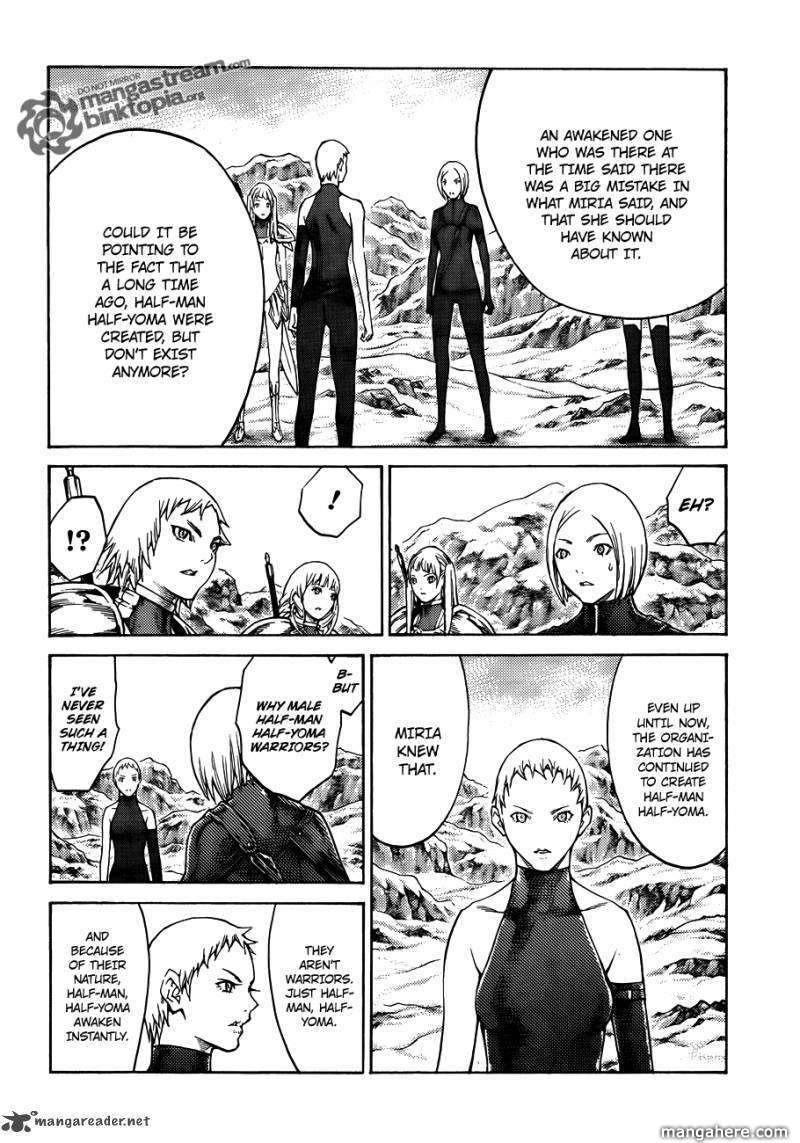 DO NOT MIRROR
mangastream.com
binktopia.org
AN AWAKENED ONE
WHO WAS THERE AT
THE TIME SAID THERE
WAS A BIG MISTAKE IN
WHAT MIRIA SAID, AND
THAT SHE SHOULD
HAVE KNOWN
ABOUT IT.
COULD IT BE
POINTING TO
THE FACT THAT
A LONG TIME
AGO, HALF-MAN
HALF-YOMA WERE
CREATED, BUT
DON'T EXIST
ANYMORE?
EH?
!
!?
EVEN UP
UNTIL NOW,
THE ORGANI-
ZATION HAS
CONTINUED
TO CREATE
HALF-MAN
HALF-YOMA.
MIRIA
KNEW
THAT.
B-
BUT
WHY MALE
HALF-MAN
HALF-YOMA
WARRIORS?
I'VE
NEVER
SEEN
SUCH A
THING!
THEY
AREN'T
WARRIORS.
JUST HALF-
MAN, HALF-
YOMA.
AND
BECAUSE
OF THEIR
NATURE,
HALF-MAN,
HALF-YOMA
AWAKEN
INSTANTLY.
mangareader.net
mangahere.com